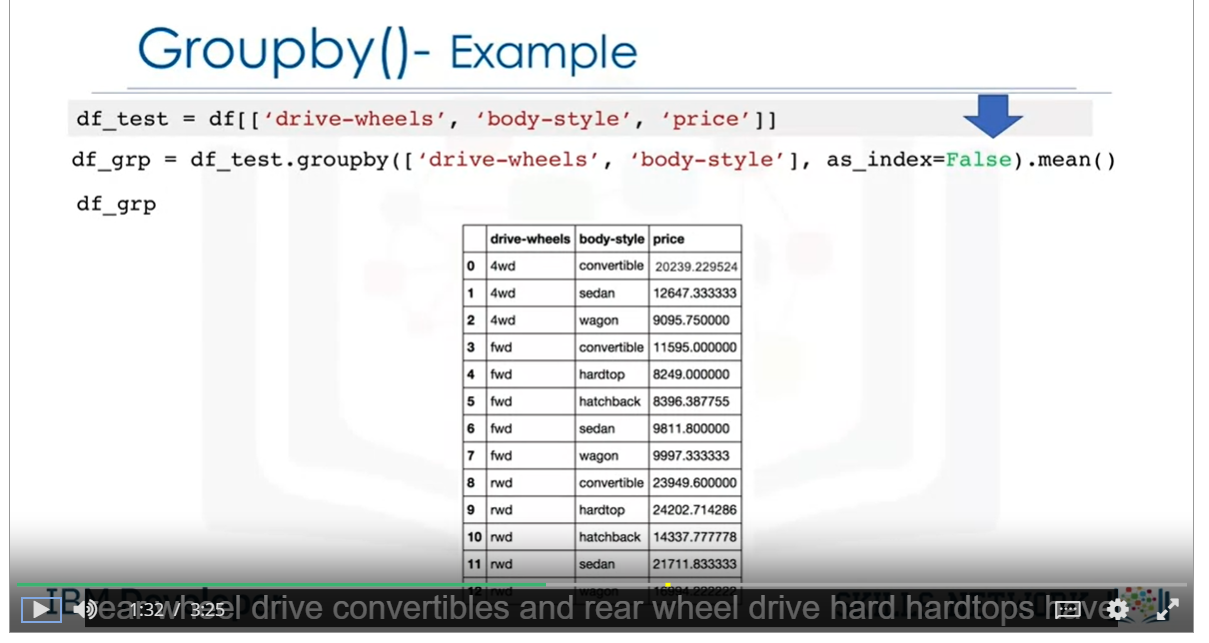 Groupby()- Example
df_test = df[['drive-wheels', 'body-style', 'price']]
df_grp = df_test.groupby(['drive-wheels', 'body-style'], as_index=False).mean()
df_grp
drive-wheels body-style price
0 4wd convertible 20239.229524
1 4wd sedan 12647.333333
2 4wd wagon 9095.750000
3 fwd convertible 11595.000000
4 fwd hardtop 8249.000000
5 fwd hatchback 8396.387755
6 fwd sedan 9811.800000
7 fwd wagon 9997.333333
8 rwd convertible 23949.600000
9 rwd hardtop 24202.714286
10 rwd hatchback 14337.777778
11 rwd sedan 21711.833333
12 rwd wagon 16994.222222
IBM Developer
SKILLS NETWORK
1:32 / 3:25
Rear wheel drive convertibles and rear wheel drive hard hardtops have